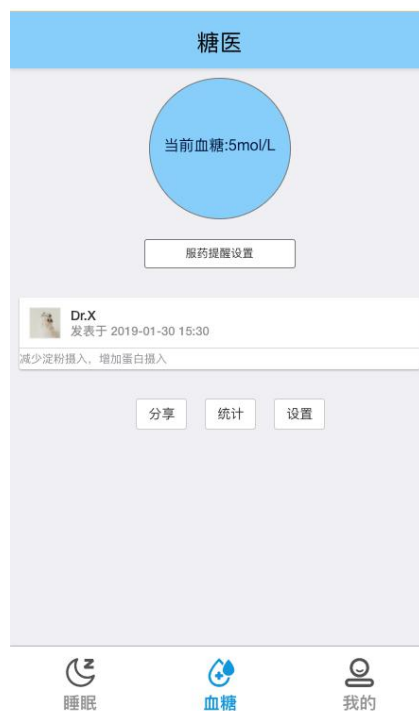 糖医
当前血糖:5mol/L
服药提醒设置
Dr.X
发表于 2019-01-30 15:30
减少淀粉摄入、增加蛋白摄入
分享 统计 设置
睡眠 血糖 我的